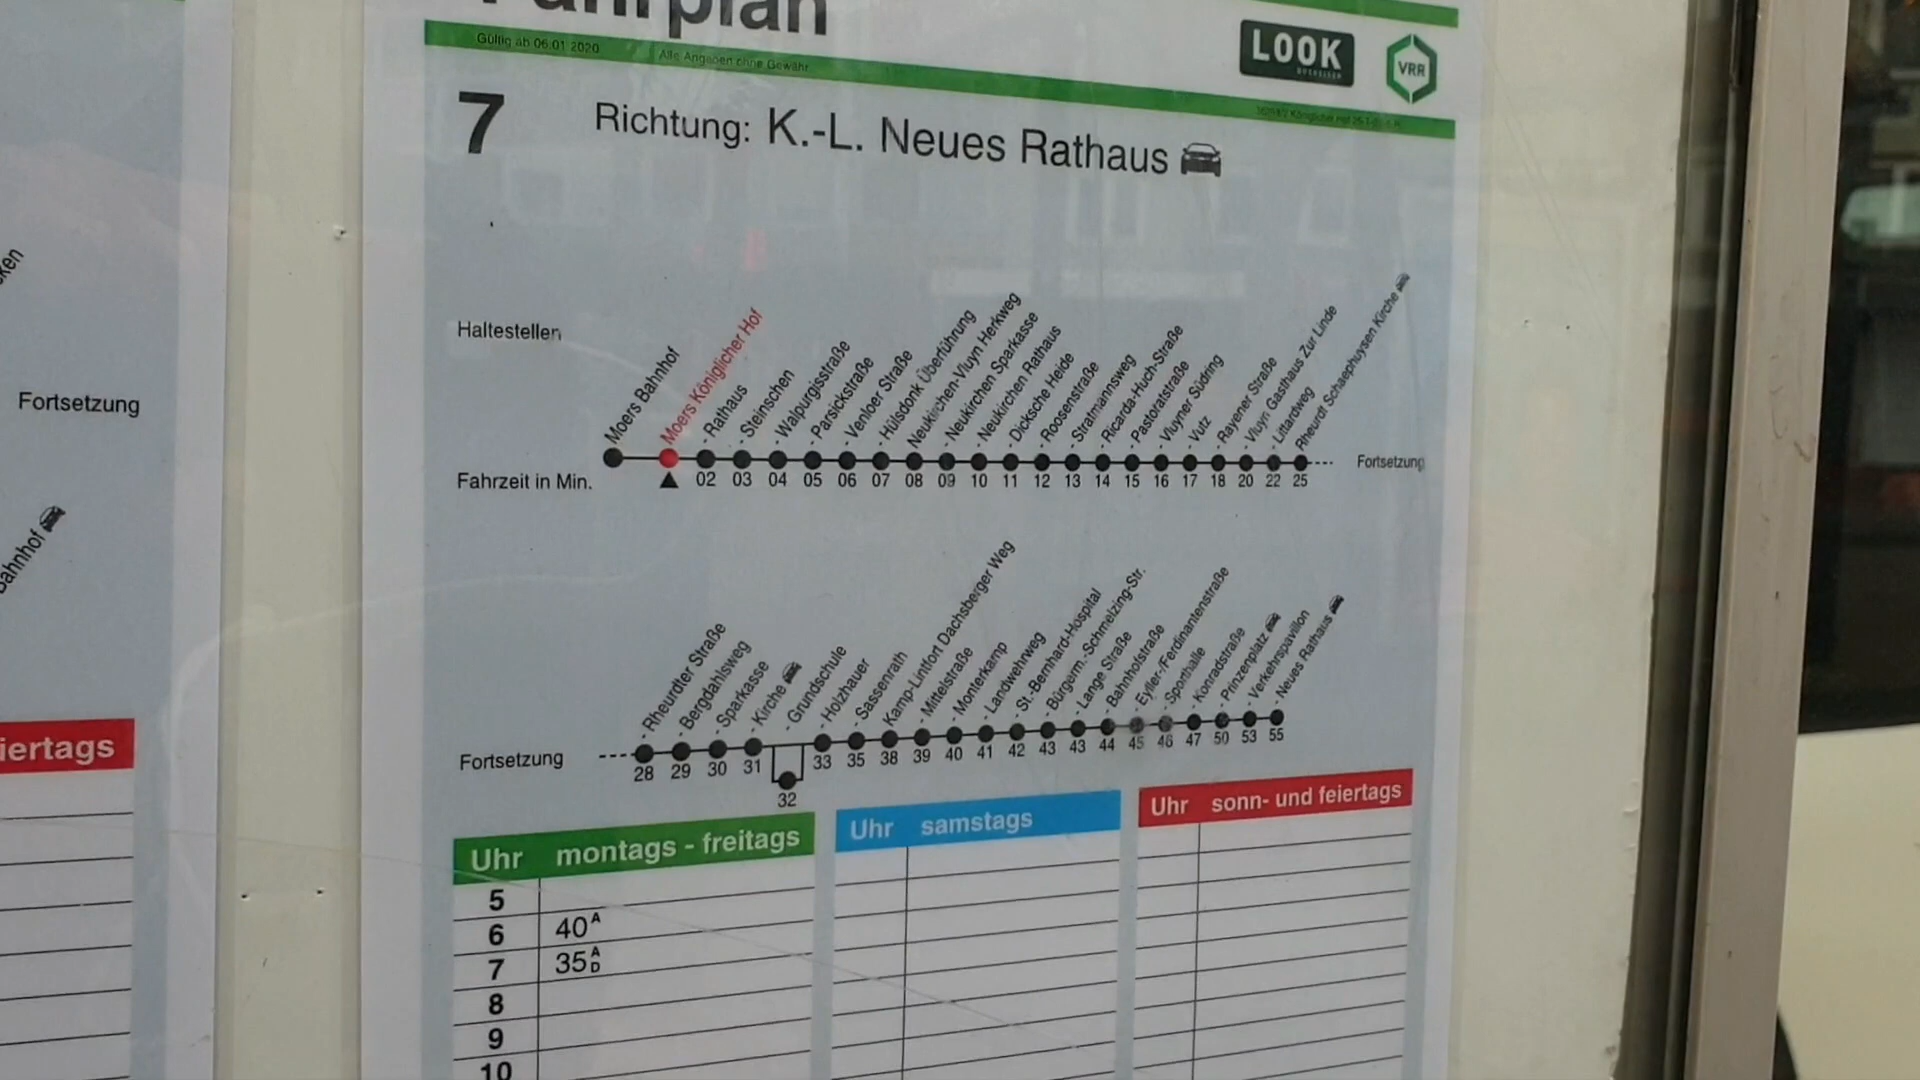 Fahrplan
Gültig ab 06.01.2020
Alle Angaben ohne Gewähr
LOOK
VRR
7
Richtung: K.-L. Neues Rathaus
Haltestellen
Moers Bahnhof
Moers Königlicher Hof
Rathaus
Steinschen
Walpurgisstraße
Parsickstraße
Venloer Straße
Hülsdonk Überführung
Neukirchen-Vluyn Herkweg
Neukirchen Sparkasse
Neukirchen Rathaus
Dicksche Heide
Roosenstraße
Stratmannsweg
Ricarda-Huch-Straße
Pastoratstraße
Vluyner Südring
Vutz
Rayener Straße
Vluyn Gasthaus Zur Linde
Littardweg
Rheurdt Schaephuysen Kirche
Fortsetzung
Fahrzeit in Min.
02 03 04 05 06 07 08 09 10 11 12 13 14 15 16 17 18 20 22 25
Rheurdter Straße
Bergdahlsweg
Sparkasse
Kirche
Grundschule
Holzhauer
Sassenrath
Kamp-Lintfort Dachsberger Weg
Mittelstraße
Monterkamp
Landwehrweg
St.-Bernhard-Hospital
Bürgerm.-Schmelzing-Str.
Lange Straße
Bahnhofstraße
Eyller-/Ferdinantenstraße
Sporthalle
Konradstraße
Prinzenplatz
Verkehrspavillon
Neues Rathaus
Fortsetzung
28 29 30 31 32 33 35 38 39 40 41 42 43 43 44 45 46 47 50 53 55
Uhr montags - freitags
Uhr samstags
Uhr sonn- und feiertags
5
6 40 A
7 35 A D
8
9
10
Fortsetzung
iertags